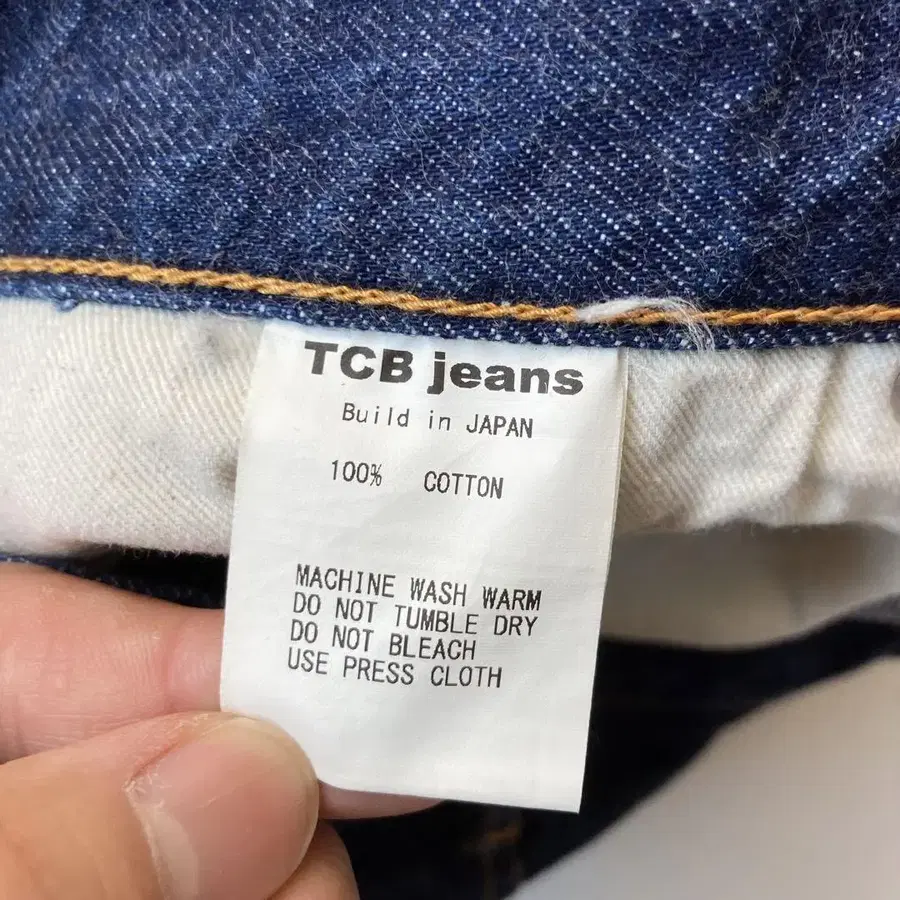 TCB jeans
Build in JAPAN
100% COTTON
MACHINE WASH WARM
DO NOT TUMBLE DRY
DO NOT BLEACH
USE PRESS CLOTH